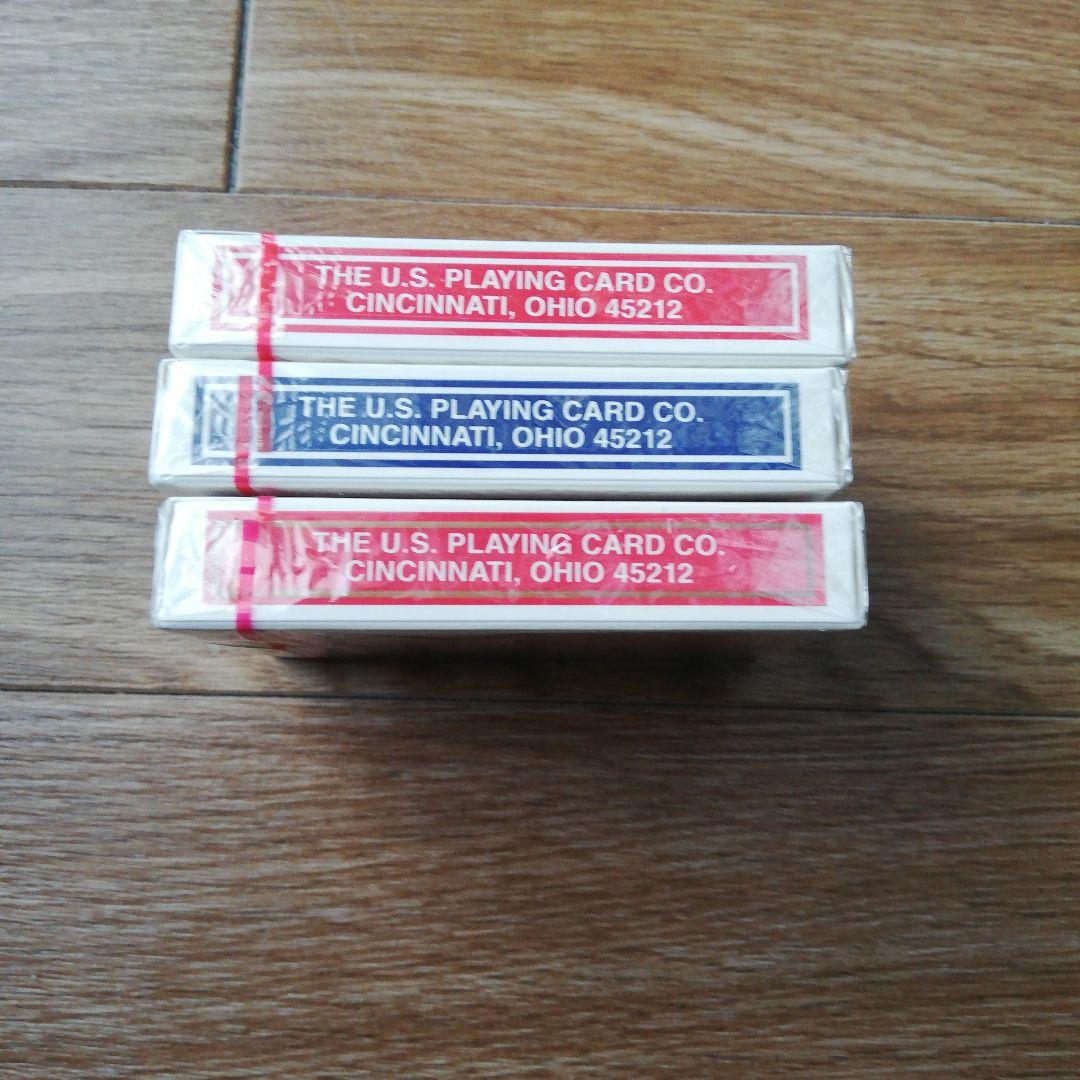 THE U.S. PLAYING CARD CO.
CINCINNATI, OHIO 45212
THE U.S. PLAYING CARD CO.
CINCINNATI, OHIO 45212
THE U.S. PLAYING CARD CO.
CINCINNATI, OHIO 45212